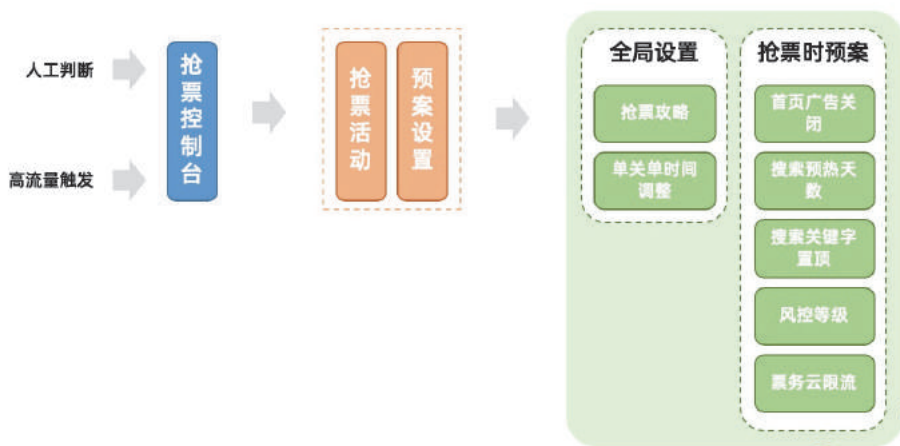 人工判断
高流量触发
抢票控制台
抢票活动
预案设置
全局设置
抢票攻略
单关单时间
调整
抢票时预案
首页广告关
闭
搜索预热天
数
搜索关键字
置顶
风控等级
票务云限流